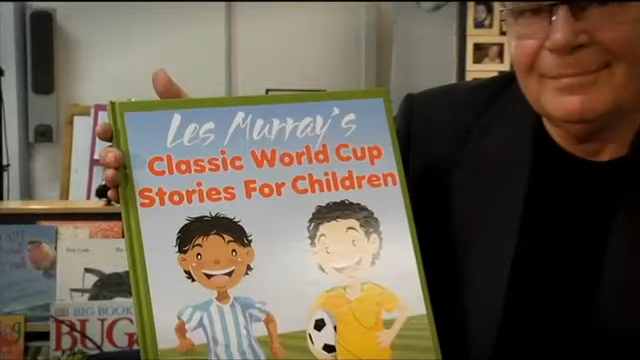 Les Murray's
Classic World Cup
Stories For Children
BIG BOOK
BUG